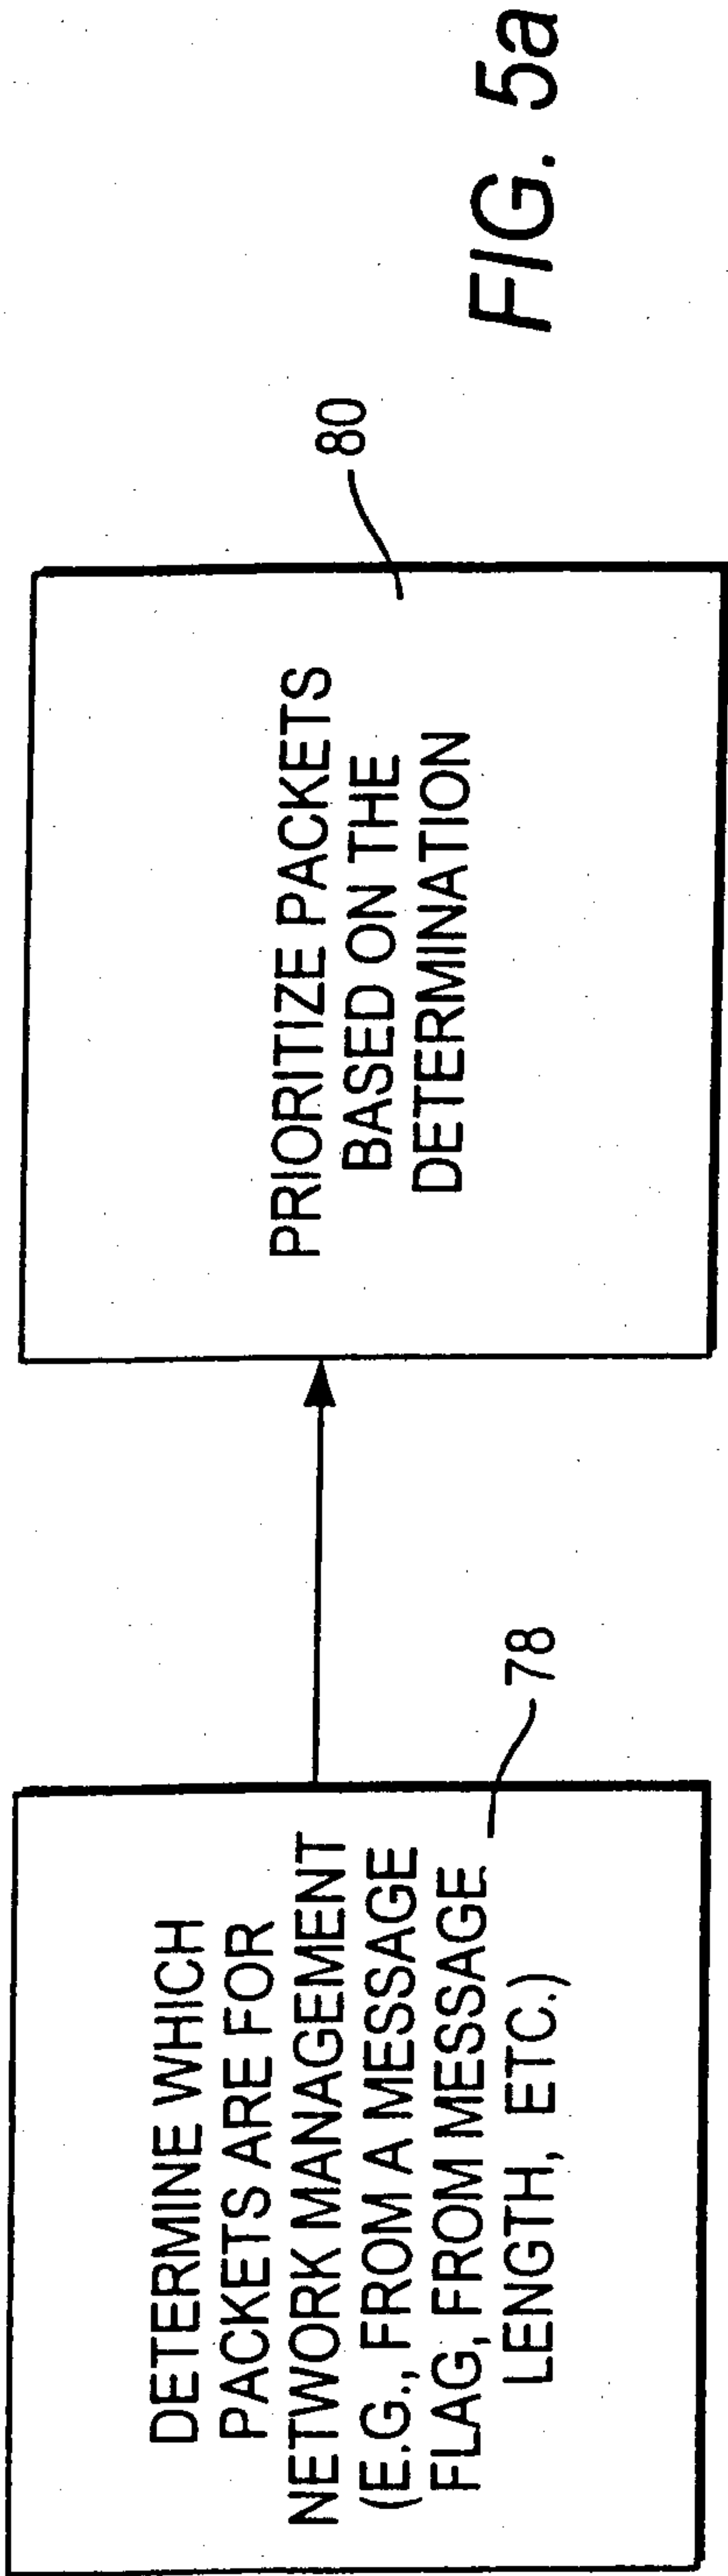 DETERMINE WHICH
PACKETS ARE FOR
NETWORK MANAGEMENT
(E.G., FROM A MESSAGE
FLAG, FROM MESSAGE
LENGTH, ETC.)
78
PRIORITIZE PACKETS
BASED ON THE
DETERMINATION
80
FIG. 5a